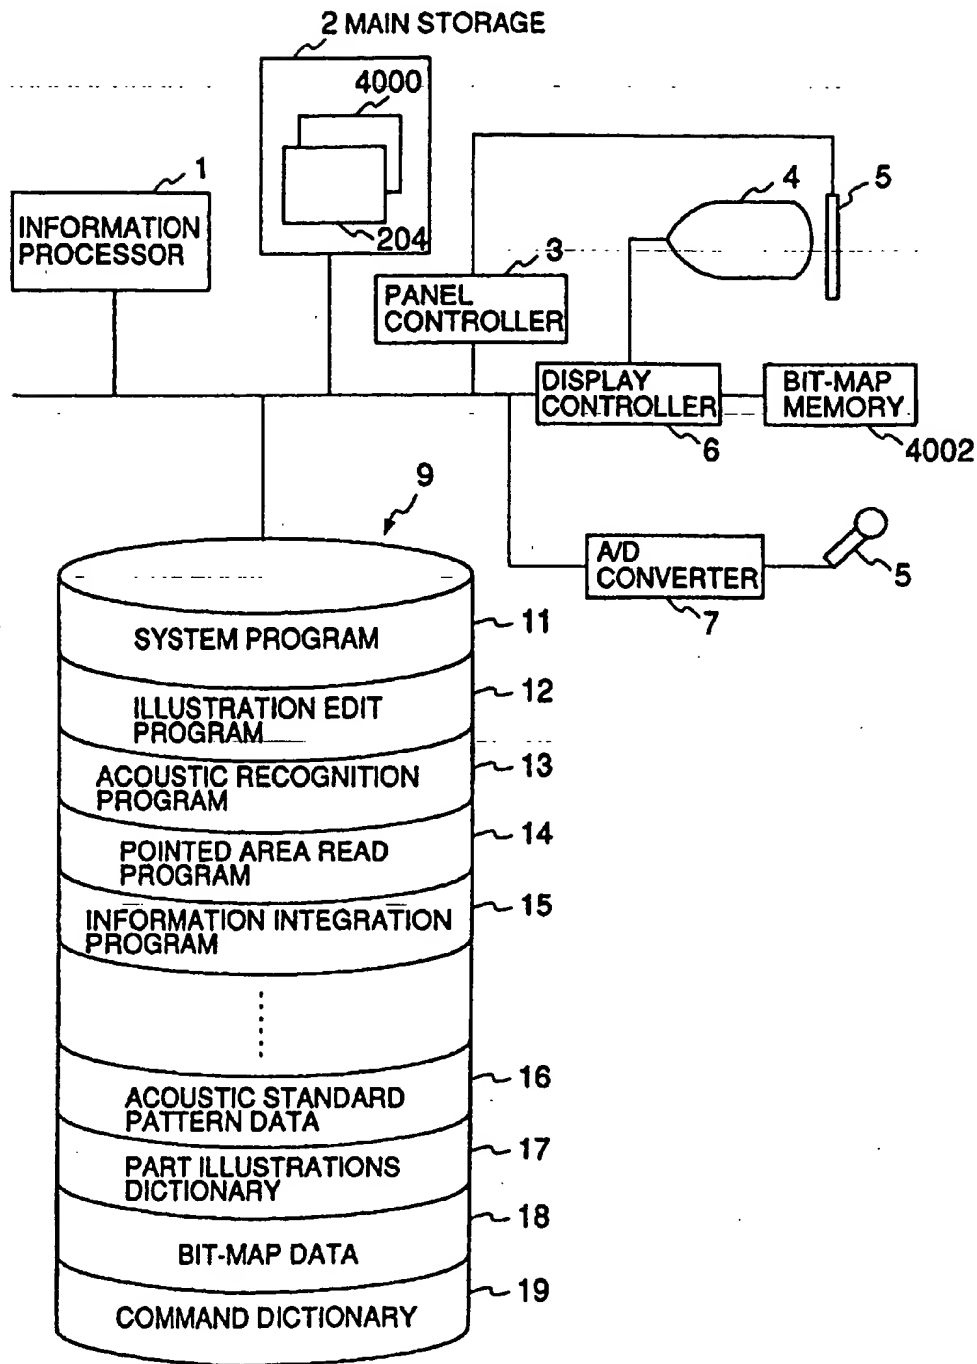 2 MAIN STORAGE
4000
204
1
INFORMATION
PROCESSOR
4
5
3
PANEL
CONTROLLER
DISPLAY
CONTROLLER
6
BIT-MAP
MEMORY
4002
9
A/D
CONVERTER
7
5
SYSTEM PROGRAM
11
ILLUSTRATION EDIT
PROGRAM
12
ACOUSTIC RECOGNITION
PROGRAM
13
POINTED AREA READ
PROGRAM
14
INFORMATION INTEGRATION
PROGRAM
15
ACOUSTIC STANDARD
PATTERN DATA
16
PART ILLUSTRATIONS
DICTIONARY
17
BIT-MAP DATA
18
COMMAND DICTIONARY
19